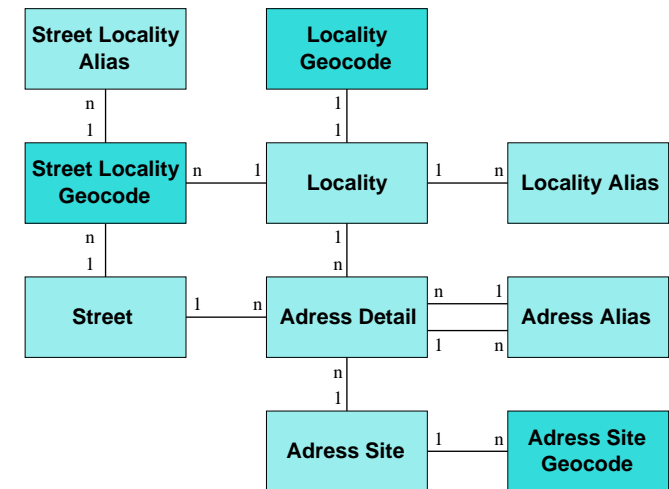 Street Locality
Alias
Locality
Geocode
n
1
1
1
Street Locality
Geocode
n
1
Locality
1
n
Locality Alias
n
1
1
n
Street
1
n
Adress Detail
n
1
1
n
Adress Alias
n
1
Adress Site
1
n
Adress Site
Geocode